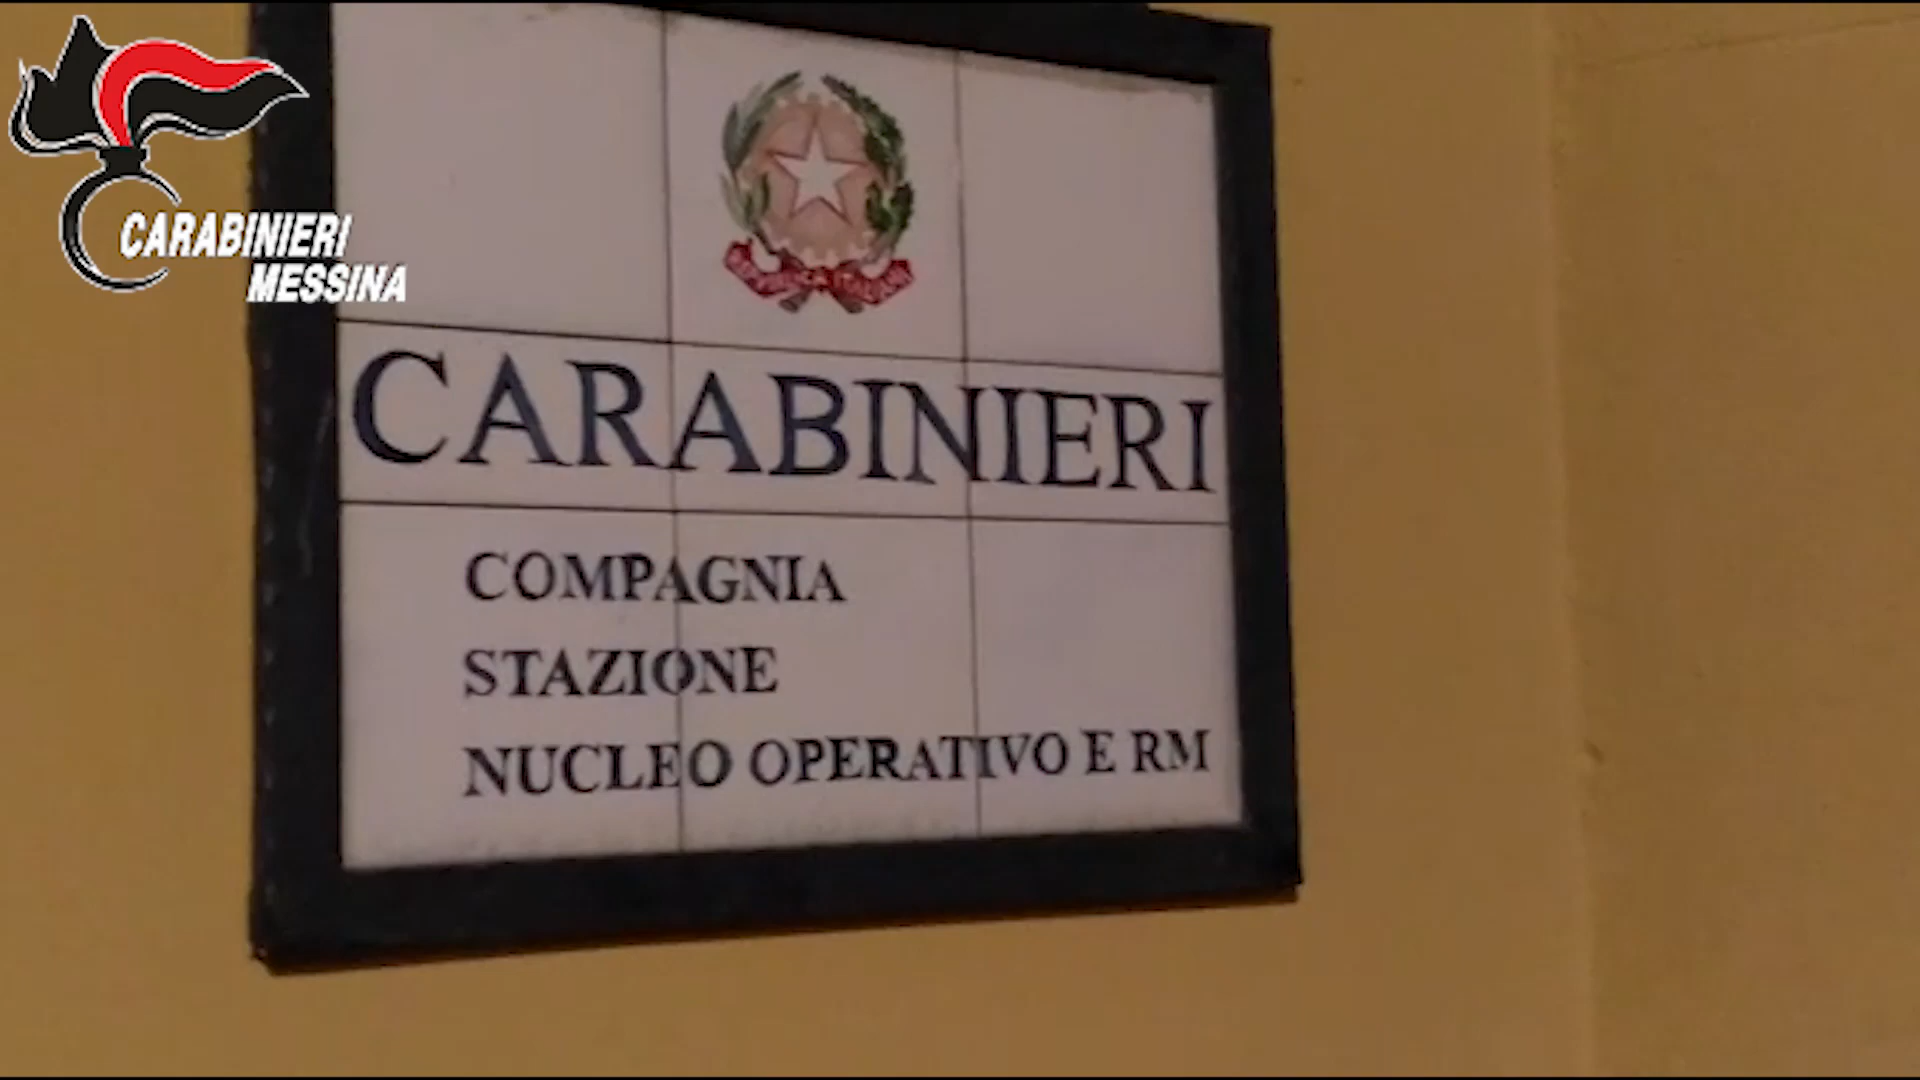 CARABINIERI
MESSINA
CARABINIERI
COMPAGNIA
STAZIONE
NUCLEO OPERATIVO E RM